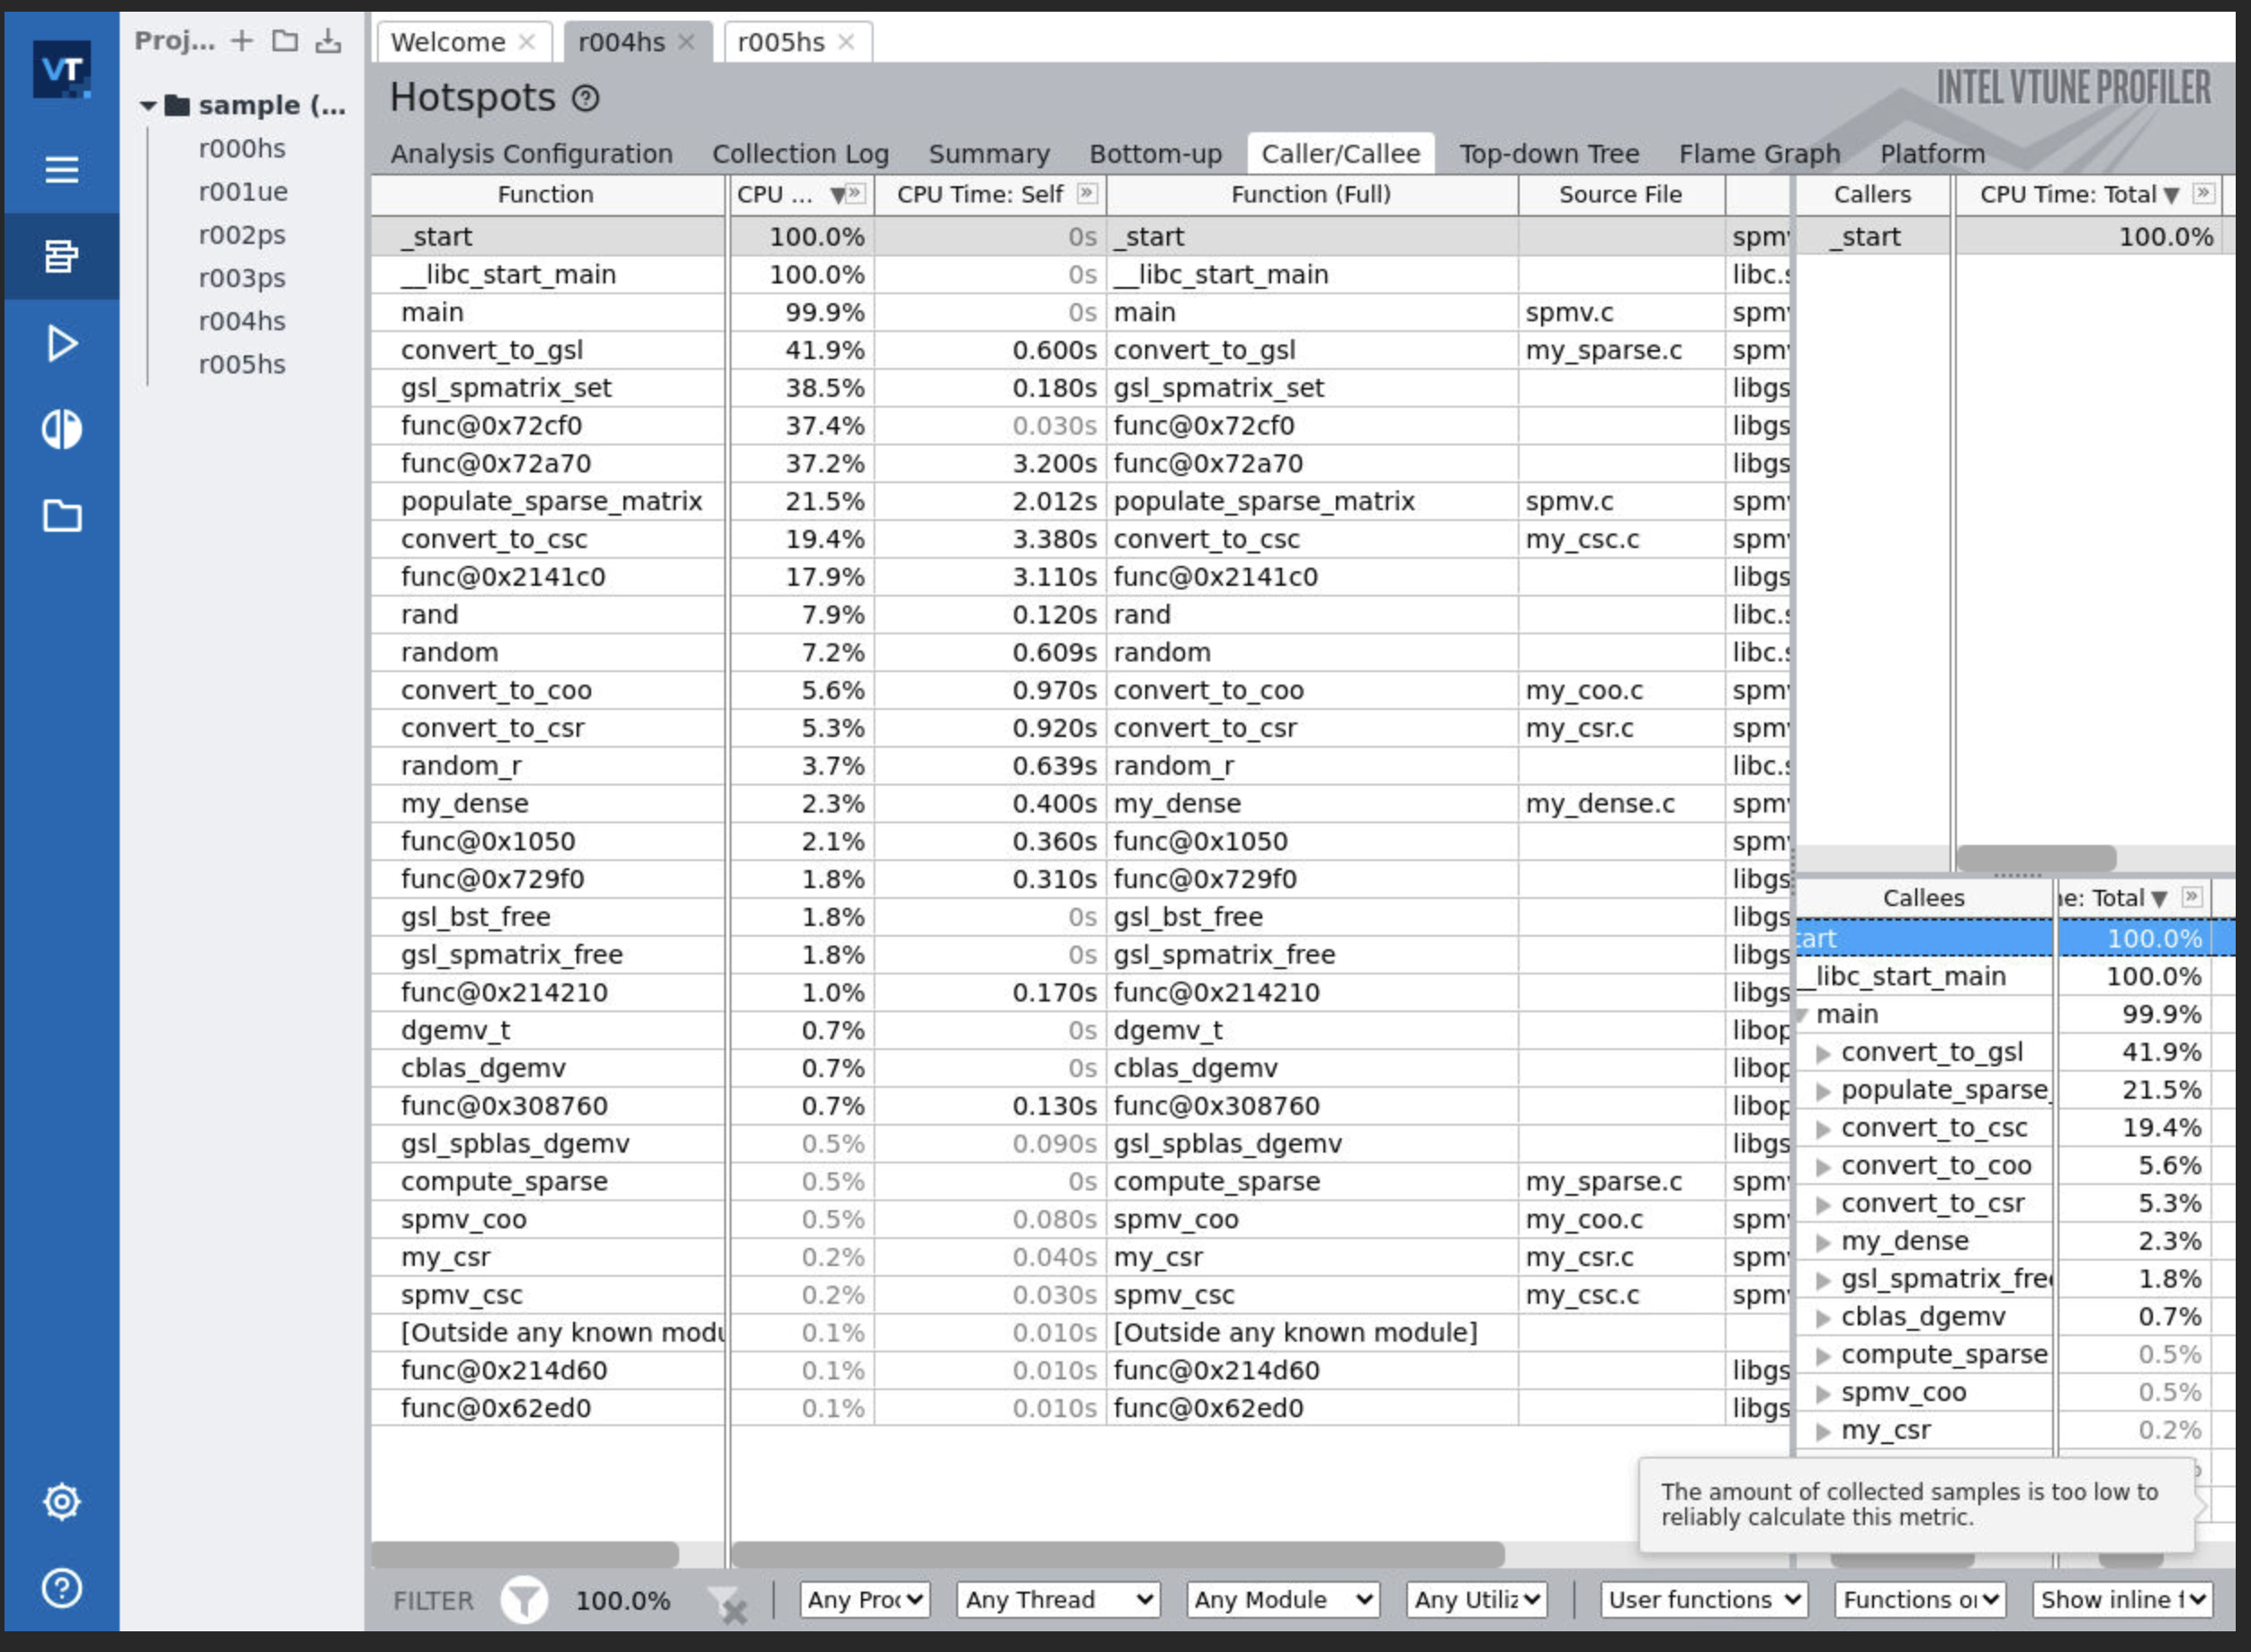 Proj...
Welcome
r004hs
r005hs
VT
sample (...
r000hs
r001ue
r002ps
r003ps
r004hs
r005hs
Hotspots
INTEL VTUNE PROFILER
Analysis Configuration Collection Log Summary Bottom-up Caller/Callee Top-down Tree Flame Graph Platform
Function CPU ... CPU Time: Self Function (Full) Source File
_start 100.0% 0s _start spm
__libc_start_main 100.0% 0s __libc_start_main libc.s
main 99.9% 0s main spmv.c spm
convert_to_gsl 41.9% 0.600s convert_to_gsl my_sparse.c spm
gsl_spmatrix_set 38.5% 0.180s gsl_spmatrix_set libgs
func@0x72cf0 37.4% 0.030s func@0x72cf0 libgs
func@0x72a70 37.2% 3.200s func@0x72a70 libgs
populate_sparse_matrix 21.5% 2.012s populate_sparse_matrix spmv.c spm
convert_to_csc 19.4% 3.380s convert_to_csc my_csc.c spm
func@0x2141c0 17.9% 3.110s func@0x2141c0 libgs
rand 7.9% 0.120s rand libc.s
random 7.2% 0.609s random libc.s
convert_to_coo 5.6% 0.970s convert_to_coo my_coo.c spm
convert_to_csr 5.3% 0.920s convert_to_csr my_csr.c spm
random_r 3.7% 0.639s random_r libc.s
my_dense 2.3% 0.400s my_dense my_dense.c spm
func@0x1050 2.1% 0.360s func@0x1050 spm
func@0x729f0 1.8% 0.310s func@0x729f0 libgs
gsl_bst_free 1.8% 0s gsl_bst_free libgs
gsl_spmatrix_free 1.8% 0s gsl_spmatrix_free libgs
func@0x214210 1.0% 0.170s func@0x214210 libgs
dgemv_t 0.7% 0s dgemv_t libop
cblas_dgemv 0.7% 0s cblas_dgemv libop
func@0x308760 0.7% 0.130s func@0x308760 libop
gsl_spblas_dgemv 0.5% 0.090s gsl_spblas_dgemv libgs
compute_sparse 0.5% 0s compute_sparse my_sparse.c spm
spmv_coo 0.5% 0.080s spmv_coo my_coo.c spm
my_csr 0.2% 0.040s my_csr my_csr.c spm
spmv_csc 0.2% 0.030s spmv_csc my_csc.c spm
[Outside any known modu 0.1% 0.010s [Outside any known module]
func@0x214d60 0.1% 0.010s func@0x214d60 libgs
func@0x62ed0 0.1% 0.010s func@0x62ed0 libgs
Callers CPU Time: Total
_start 100.0%
Callees e: Total
tart 100.0%
_libc_start_main 100.0%
main 99.9%
convert_to_gsl 41.9%
populate_sparse_ 21.5%
convert_to_csc 19.4%
convert_to_coo 5.6%
convert_to_csr 5.3%
my_dense 2.3%
gsl_spmatrix_free 1.8%
cblas_dgemv 0.7%
compute_sparse 0.5%
spmv_coo 0.5%
my_csr 0.2%
The amount of collected samples is too low to
reliably calculate this metric.
FILTER 100.0% Any Proc Any Thread Any Module Any Utiliz User functions Functions o Show inline f